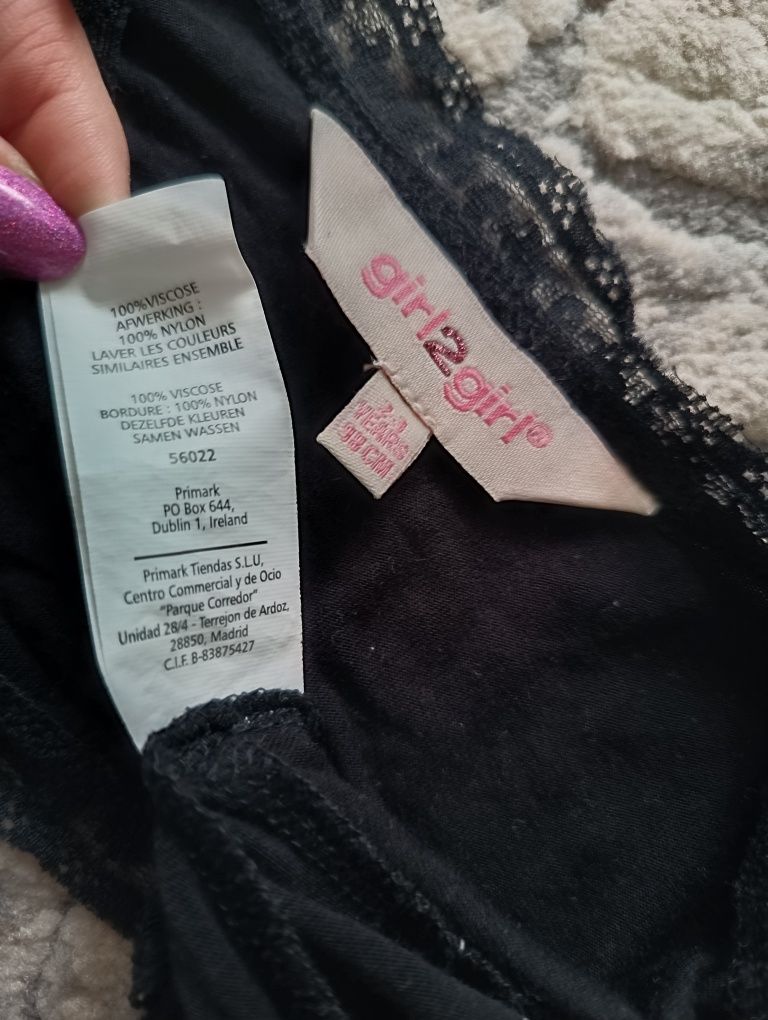 100%VISCOSE
AFWERKING :
100% NYLON
LAVER LES COULEURS
SIMILAIRES ENSEMBLE
100% VISCOSE
BORDURE : 100% NYLON
DEZELFDE KLEUREN
SAMEN WASSEN
56022
Primark
PO Box 644,
Dublin 1, Ireland
Primark Tiendas S.L.U,
Centro Commercial y de Ocio
"Parque Corredor"
Unidad 28/4 - Terrejon de Ardoz,
28850, Madrid
C.I.F. B-83875427
girl2girl®
YEARS
98CM